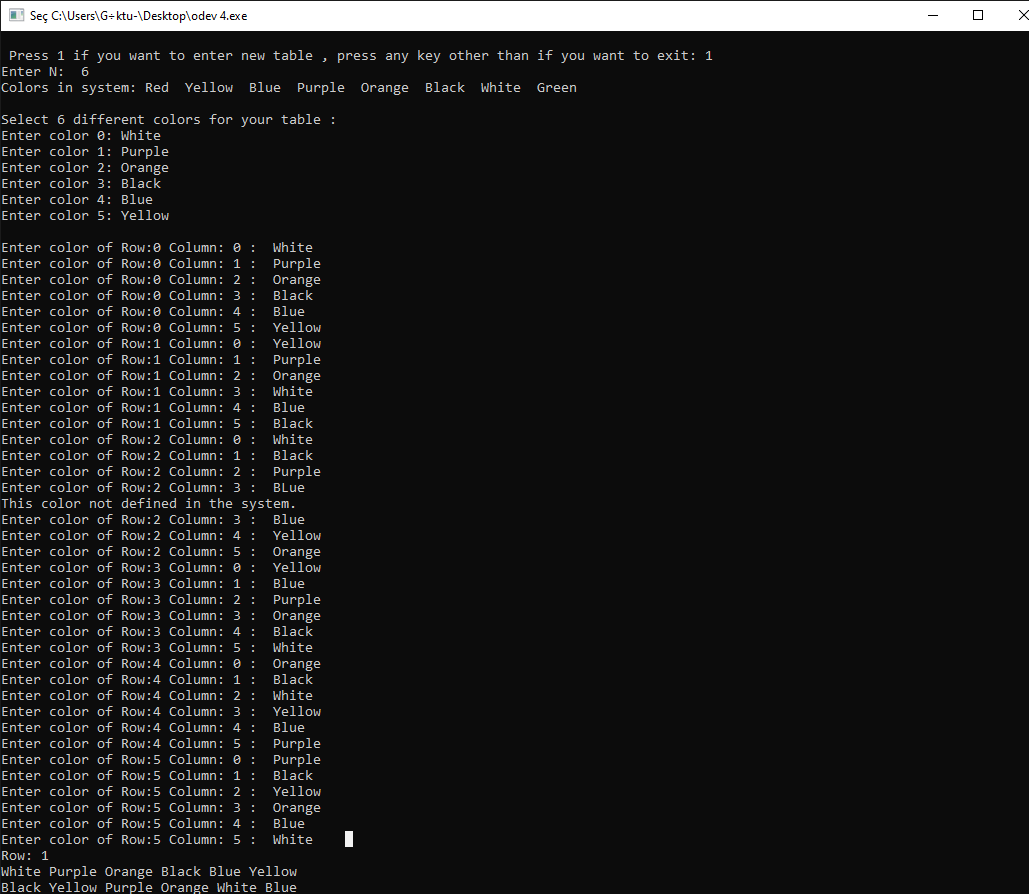 Seç C:\Users\G÷ktu-\Desktop\odev 4.exe
Press 1 if you want to enter new table , press any key other than if you want to exit: 1
Enter N:  6
Colors in system: Red  Yellow  Blue  Purple  Orange  Black  White  Green
Select 6 different colors for your table :
Enter color 0: White
Enter color 1: Purple
Enter color 2: Orange
Enter color 3: Black
Enter color 4: Blue
Enter color 5: Yellow
Enter color of Row:0 Column: 0 :  White
Enter color of Row:0 Column: 1 :  Purple
Enter color of Row:0 Column: 2 :  Orange
Enter color of Row:0 Column: 3 :  Black
Enter color of Row:0 Column: 4 :  Blue
Enter color of Row:0 Column: 5 :  Yellow
Enter color of Row:1 Column: 0 :  Yellow
Enter color of Row:1 Column: 1 :  Purple
Enter color of Row:1 Column: 2 :  Orange
Enter color of Row:1 Column: 3 :  White
Enter color of Row:1 Column: 4 :  Blue
Enter color of Row:1 Column: 5 :  Black
Enter color of Row:2 Column: 0 :  White
Enter color of Row:2 Column: 1 :  Black
Enter color of Row:2 Column: 2 :  Purple
Enter color of Row:2 Column: 3 :  BLue
This color not defined in the system.
Enter color of Row:2 Column: 3 :  Blue
Enter color of Row:2 Column: 4 :  Yellow
Enter color of Row:2 Column: 5 :  Orange
Enter color of Row:3 Column: 0 :  Yellow
Enter color of Row:3 Column: 1 :  Blue
Enter color of Row:3 Column: 2 :  Purple
Enter color of Row:3 Column: 3 :  Orange
Enter color of Row:3 Column: 4 :  Black
Enter color of Row:3 Column: 5 :  White
Enter color of Row:4 Column: 0 :  Orange
Enter color of Row:4 Column: 1 :  Black
Enter color of Row:4 Column: 2 :  White
Enter color of Row:4 Column: 3 :  Yellow
Enter color of Row:4 Column: 4 :  Blue
Enter color of Row:4 Column: 5 :  Purple
Enter color of Row:5 Column: 0 :  Purple
Enter color of Row:5 Column: 1 :  Black
Enter color of Row:5 Column: 2 :  Yellow
Enter color of Row:5 Column: 3 :  Orange
Enter color of Row:5 Column: 4 :  Blue
Enter color of Row:5 Column: 5 :  White
Row: 1
White Purple Orange Black Blue Yellow
Black Yellow Purple Orange White Blue